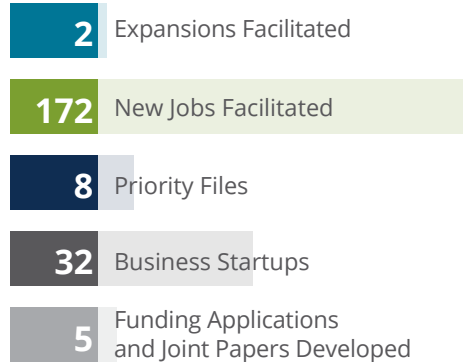 2 Expansions Facilitated
172 New Jobs Facilitated
8 Priority Files
32 Business Startups
5 Funding Applications
and Joint Papers Developed